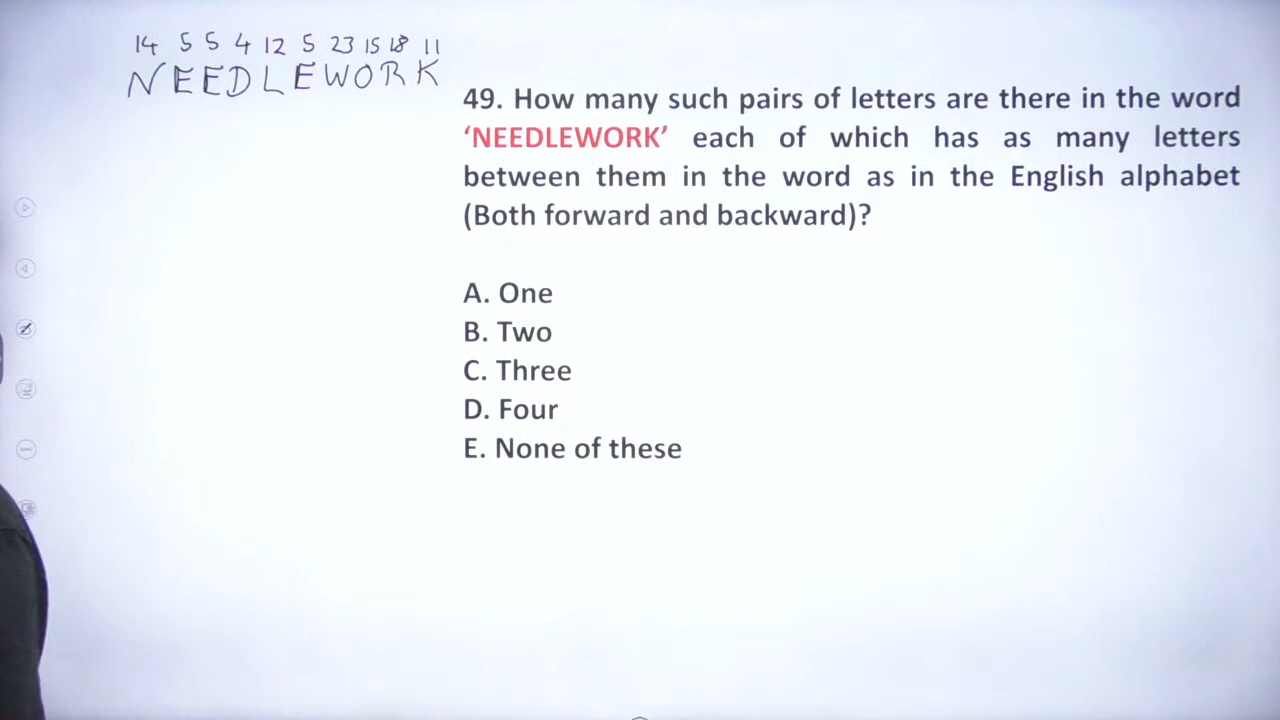 14 5 5 4 12 5 23 15 18 11
NEEDLEWORK
49. How many such pairs of letters are there in the word
‘NEEDLEWORK’ each of which has as many letters
between them in the word as in the English alphabet
(Both forward and backward)?
A. One
B. Two
C. Three
D. Four
E. None of these